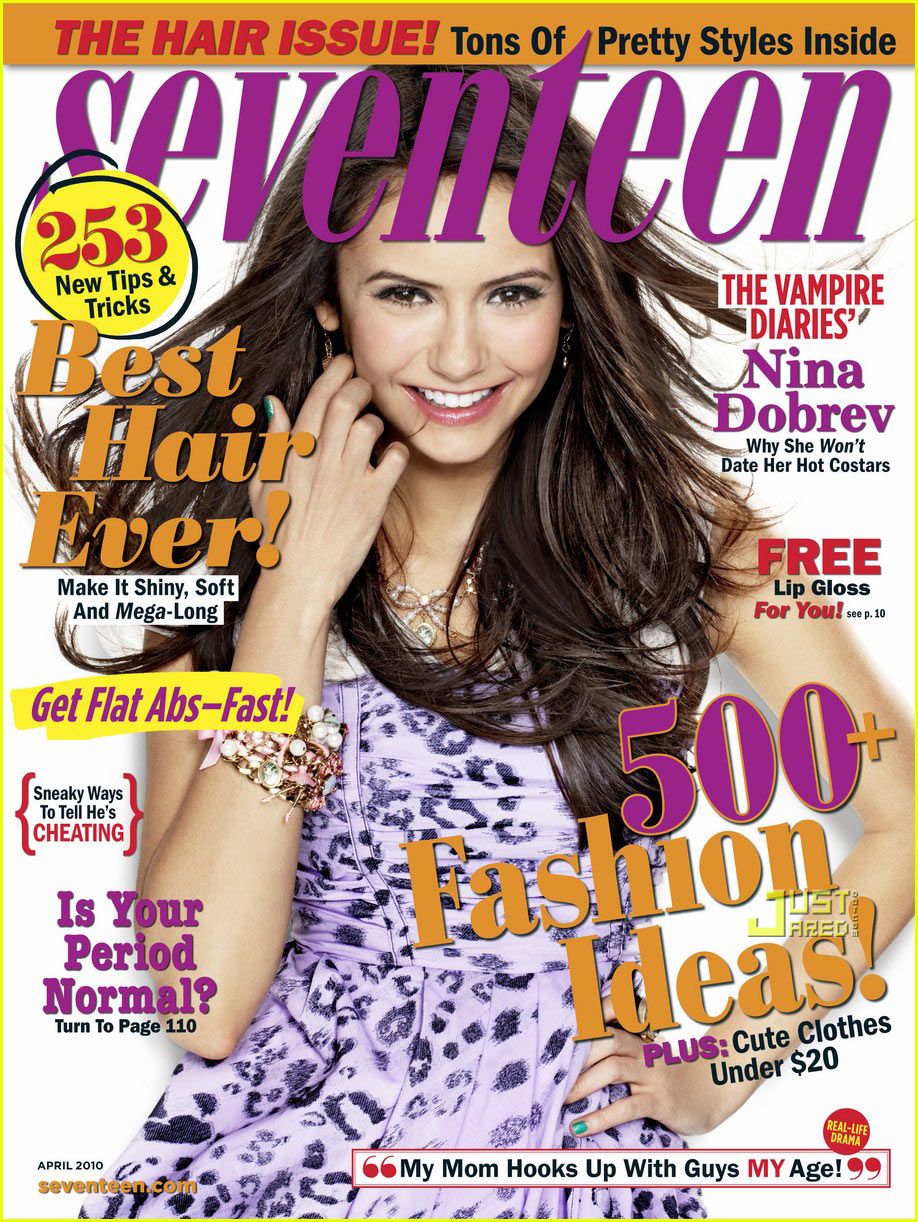 THE HAIR ISSUE! Tons Of Pretty Styles Inside
seventeen
253
New Tips &
Tricks
Best
Hair
Ever!
Make It Shiny, Soft
And Mega-Long
THE VAMPIRE
DIARIES'
Nina
Dobrev
Why She Won't
Date Her Hot Costars
FREE
Lip Gloss
For You! see p. 10
Get Flat Abs–Fast!
Sneaky Ways
To Tell He's
CHEATING
500+
Fashion
Ideas!
PLUS: Cute Clothes
Under $20
JUST
JARED
Is Your
Period
Normal?
Turn To Page 110
REAL-LIFE
DRAMA
“My Mom Hooks Up With Guys MY Age!”
APRIL 2010
seventeen.com